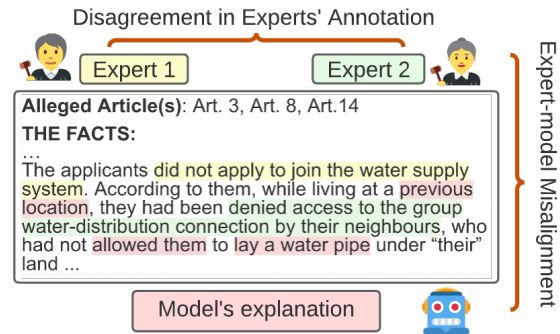 Disagreement in Experts' Annotation
Expert 1
Expert 2
Alleged Article(s): Art. 3, Art. 8, Art.14
THE FACTS:
...
The applicants did not apply to join the water supply
system. According to them, while living at a previous
location, they had been denied access to the group
water-distribution connection by their neighbours, who
had not allowed them to lay a water pipe under “their”
land ...
Model's explanation
Expert-model Misalignment